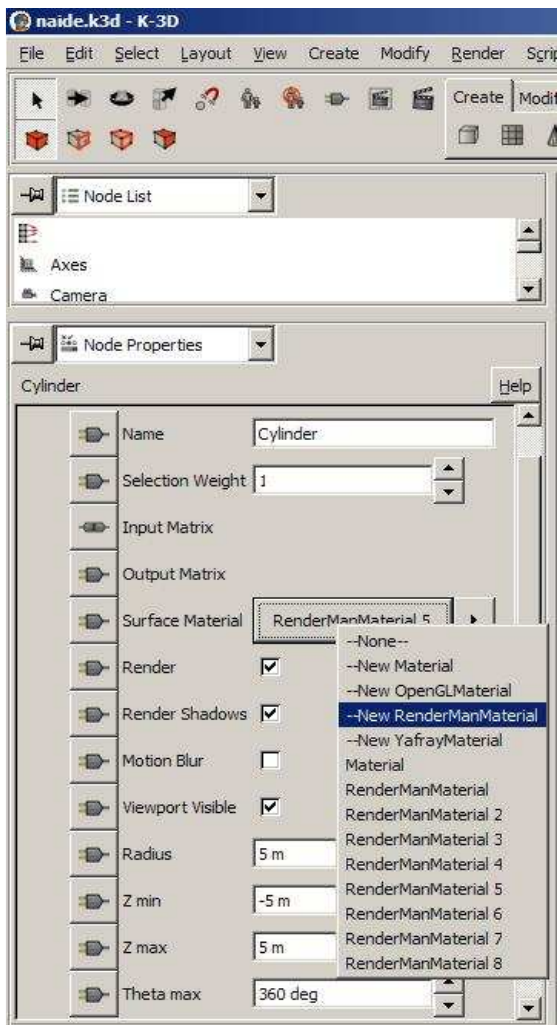 naide.k3d - K-3D
File Edit Select Layout View Create Modify Render Scrip
Create Modif
Node List
Axes
Camera
Node Properties
Cylinder Help
Name Cylinder
Selection Weight 1
Input Matrix
Output Matrix
Surface Material RenderManMaterial 5
--None--
--New Material
--New OpenGLMaterial
--New RenderManMaterial
--New YafrayMaterial
Material
RenderManMaterial
RenderManMaterial 2
RenderManMaterial 3
RenderManMaterial 4
RenderManMaterial 5
RenderManMaterial 6
RenderManMaterial 7
RenderManMaterial 8
Render
Render Shadows
Motion Blur
Viewport Visible
Radius 5 m
Z min -5 m
Z max 5 m
Theta max 360 deg